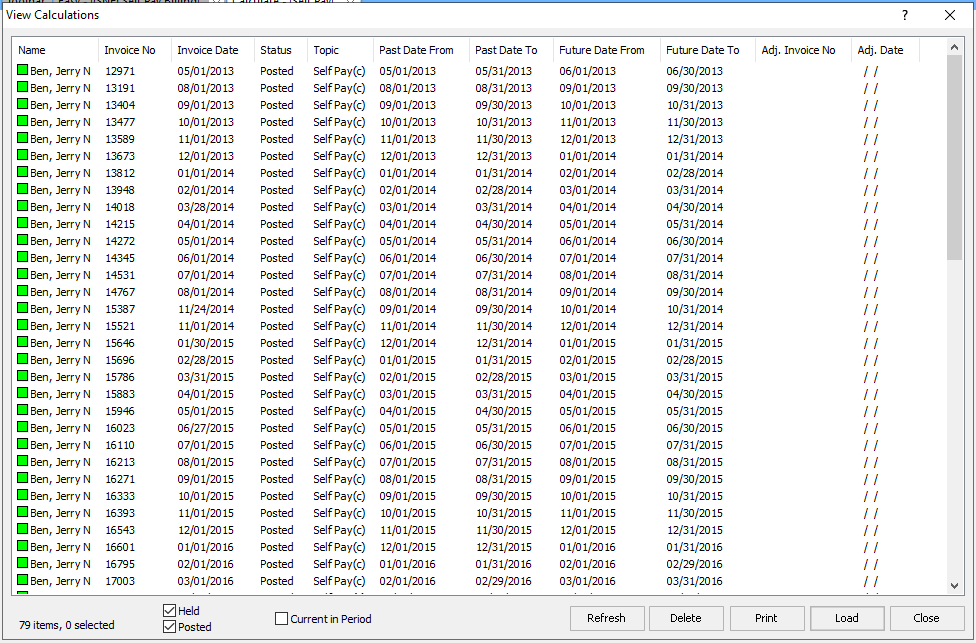 View Calculations ?
Name Invoice No Invoice Date Status Topic Past Date From Past Date To Future Date From Future Date To Adj. Invoice No Adj. Date
Ben, Jerry N 12971 05/01/2013 Posted Self Pay(c) 05/01/2013 05/31/2013 06/01/2013 06/30/2013 / /
Ben, Jerry N 13191 08/01/2013 Posted Self Pay(c) 08/01/2013 08/31/2013 09/01/2013 09/30/2013 / /
Ben, Jerry N 13404 09/01/2013 Posted Self Pay(c) 09/01/2013 09/30/2013 10/01/2013 10/31/2013 / /
Ben, Jerry N 13477 10/01/2013 Posted Self Pay(c) 10/01/2013 10/31/2013 11/01/2013 11/30/2013 / /
Ben, Jerry N 13589 11/01/2013 Posted Self Pay(c) 11/01/2013 11/30/2013 12/01/2013 12/31/2013 / /
Ben, Jerry N 13673 12/01/2013 Posted Self Pay(c) 12/01/2013 12/31/2013 01/01/2014 01/31/2014 / /
Ben, Jerry N 13812 01/01/2014 Posted Self Pay(c) 01/01/2014 01/31/2014 02/01/2014 02/28/2014 / /
Ben, Jerry N 13948 02/01/2014 Posted Self Pay(c) 02/01/2014 02/28/2014 03/01/2014 03/31/2014 / /
Ben, Jerry N 14018 03/28/2014 Posted Self Pay(c) 03/01/2014 03/31/2014 04/01/2014 04/30/2014 / /
Ben, Jerry N 14215 04/01/2014 Posted Self Pay(c) 04/01/2014 04/30/2014 05/01/2014 05/31/2014 / /
Ben, Jerry N 14272 05/01/2014 Posted Self Pay(c) 05/01/2014 05/31/2014 06/01/2014 06/30/2014 / /
Ben, Jerry N 14345 06/01/2014 Posted Self Pay(c) 06/01/2014 06/30/2014 07/01/2014 07/31/2014 / /
Ben, Jerry N 14531 07/01/2014 Posted Self Pay(c) 07/01/2014 07/31/2014 08/01/2014 08/31/2014 / /
Ben, Jerry N 14767 08/01/2014 Posted Self Pay(c) 08/01/2014 08/31/2014 09/01/2014 09/30/2014 / /
Ben, Jerry N 15387 11/24/2014 Posted Self Pay(c) 09/01/2014 09/30/2014 10/01/2014 10/31/2014 / /
Ben, Jerry N 15521 11/01/2014 Posted Self Pay(c) 11/01/2014 11/30/2014 12/01/2014 12/31/2014 / /
Ben, Jerry N 15646 01/30/2015 Posted Self Pay(c) 12/01/2014 12/31/2014 01/01/2015 01/31/2015 / /
Ben, Jerry N 15696 02/28/2015 Posted Self Pay(c) 01/01/2015 01/31/2015 02/01/2015 02/28/2015 / /
Ben, Jerry N 15786 03/31/2015 Posted Self Pay(c) 02/01/2015 02/28/2015 03/01/2015 03/31/2015 / /
Ben, Jerry N 15883 04/01/2015 Posted Self Pay(c) 03/01/2015 03/31/2015 04/01/2015 04/30/2015 / /
Ben, Jerry N 15946 05/01/2015 Posted Self Pay(c) 04/01/2015 04/30/2015 05/01/2015 05/31/2015 / /
Ben, Jerry N 16023 06/27/2015 Posted Self Pay(c) 05/01/2015 05/31/2015 06/01/2015 06/30/2015 / /
Ben, Jerry N 16110 07/01/2015 Posted Self Pay(c) 06/01/2015 06/30/2015 07/01/2015 07/31/2015 / /
Ben, Jerry N 16213 08/01/2015 Posted Self Pay(c) 07/01/2015 07/31/2015 08/01/2015 08/31/2015 / /
Ben, Jerry N 16271 09/01/2015 Posted Self Pay(c) 08/01/2015 08/31/2015 09/01/2015 09/30/2015 / /
Ben, Jerry N 16333 10/01/2015 Posted Self Pay(c) 09/01/2015 09/30/2015 10/01/2015 10/31/2015 / /
Ben, Jerry N 16393 11/01/2015 Posted Self Pay(c) 10/01/2015 10/31/2015 11/01/2015 11/30/2015 / /
Ben, Jerry N 16543 12/01/2015 Posted Self Pay(c) 11/01/2015 11/30/2015 12/01/2015 12/31/2015 / /
Ben, Jerry N 16601 01/01/2016 Posted Self Pay(c) 12/01/2015 12/31/2015 01/01/2016 01/31/2016 / /
Ben, Jerry N 16795 02/01/2016 Posted Self Pay(c) 01/01/2016 01/31/2016 02/01/2016 02/29/2016 / /
Ben, Jerry N 17003 03/01/2016 Posted Self Pay(c) 02/01/2016 02/29/2016 03/01/2016 03/31/2016 / /
Held
79 items, 0 selected Posted Current in Period Refresh Delete Print Load Close